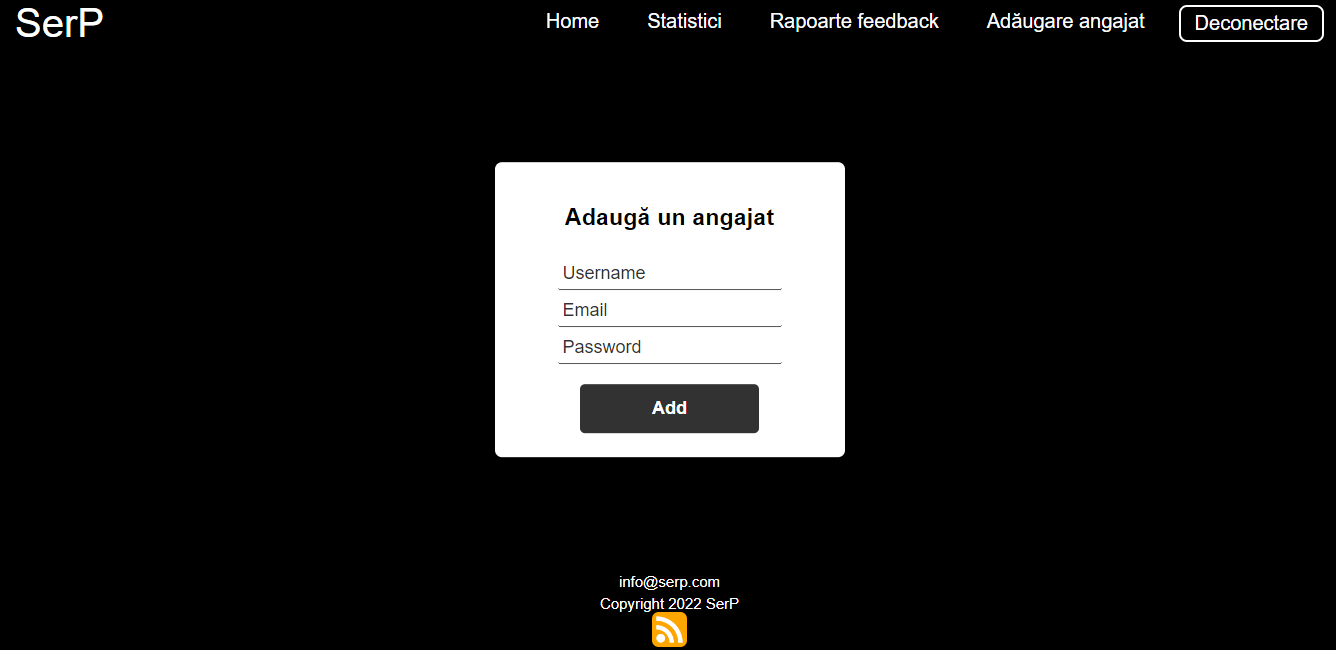 SerP
Home Statistici Rapoarte feedback Adăugare angajat Deconectare
Adaugă un angajat
Username
Email
Password
Add
info@serp.com
Copyright 2022 SerP